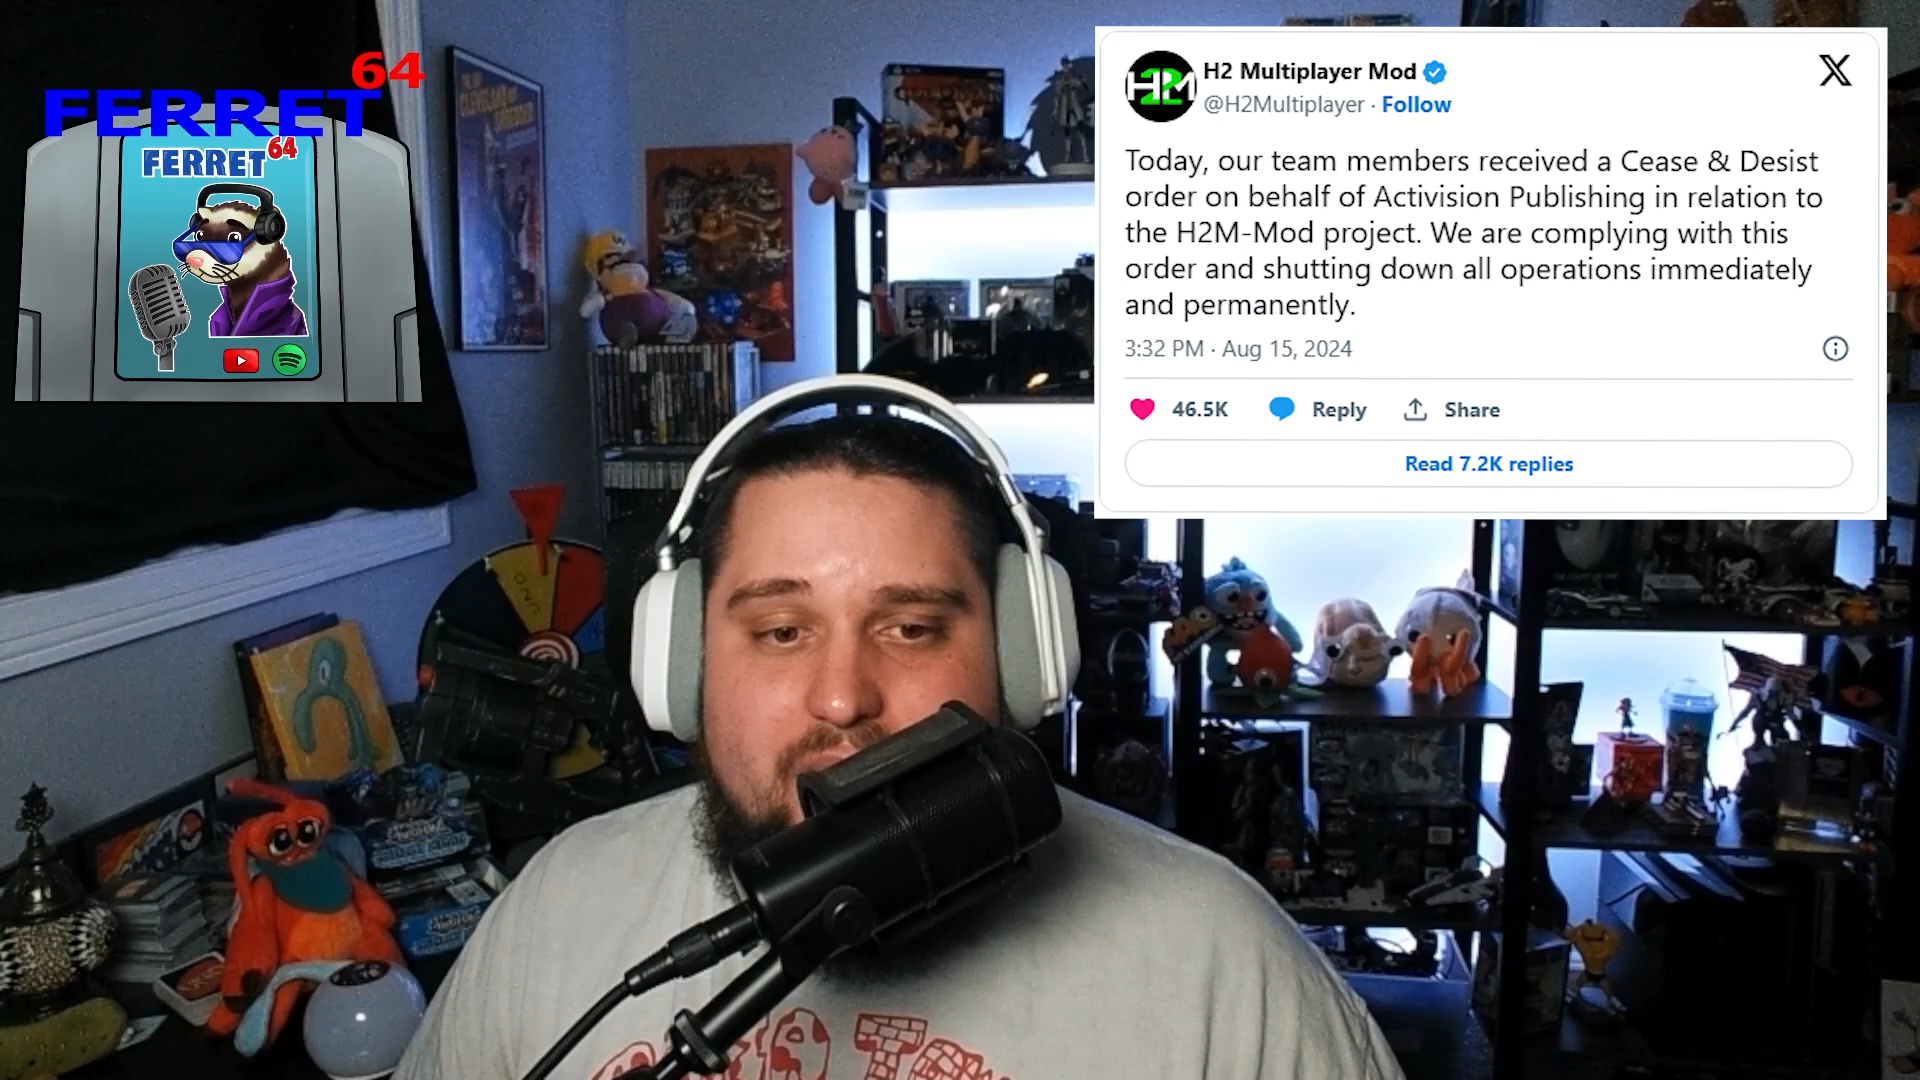 64
FERRET
FERRET 64
H2M
H2 Multiplayer Mod
@H2Multiplayer · Follow
Today, our team members received a Cease & Desist
order on behalf of Activision Publishing in relation to
the H2M-Mod project. We are complying with this
order and shutting down all operations immediately
and permanently.
3:32 PM · Aug 15, 2024
46.5K
Reply
Share
Read 7.2K replies